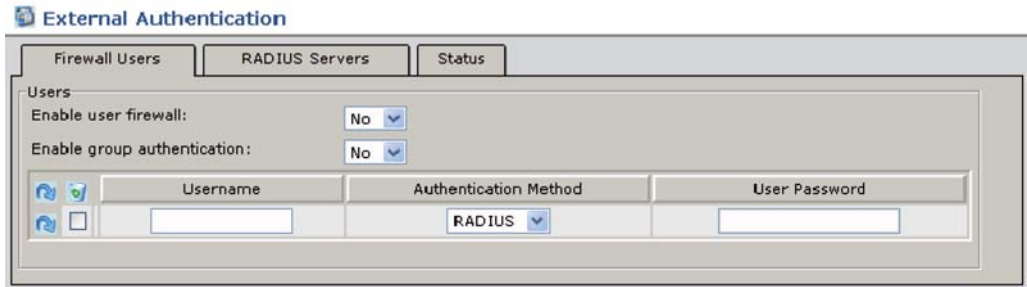 External Authentication
Firewall Users RADIUS Servers Status
Users
Enable user firewall: No
Enable group authentication: No
Username Authentication Method User Password
RADIUS